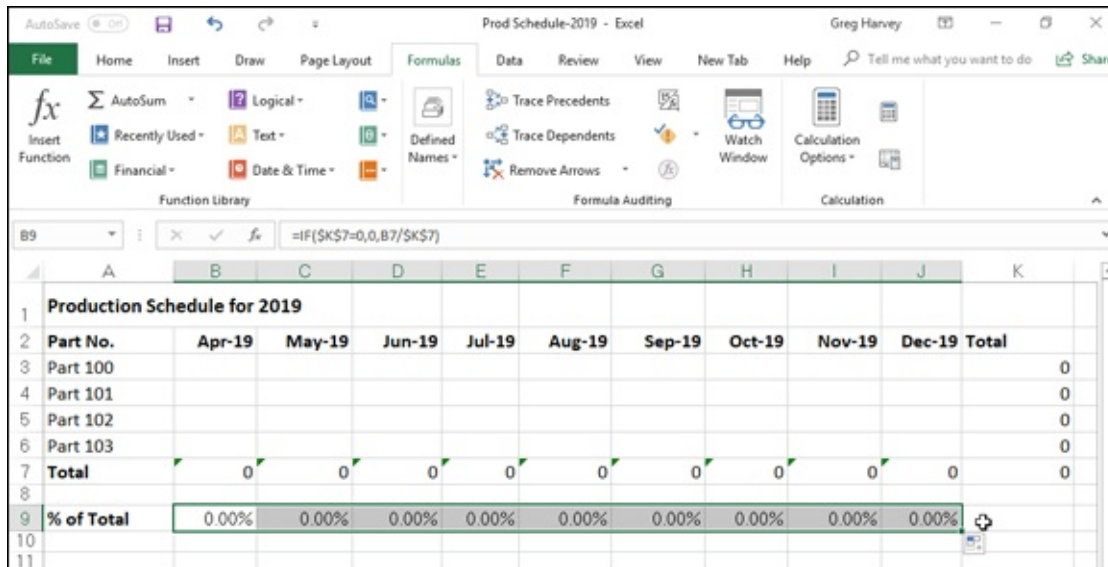 AutoSave Off Prod Schedule-2019 - Excel Greg Harvey
File Home Insert Draw Page Layout Formulas Data Review View New Tab Help Tell me what you want to do Shar
fx Insert Function
Σ AutoSum
Recently Used
Financial
? Logical
A Text
Date & Time
θ
Function Library
Defined Names
Trace Precedents
Trace Dependents
Remove Arrows
fx
Formula Auditing
Watch Window
Calculation Options
Calculation
B9 fx =IF($K$7=0,0,B7/$K$7)
A B C D E F G H I J K
1 Production Schedule for 2019
2 Part No. Apr-19 May-19 Jun-19 Jul-19 Aug-19 Sep-19 Oct-19 Nov-19 Dec-19 Total
3 Part 100 0
4 Part 101 0
5 Part 102 0
6 Part 103 0
7 Total 0 0 0 0 0 0 0 0 0 0
8
9 % of Total 0.00% 0.00% 0.00% 0.00% 0.00% 0.00% 0.00% 0.00% 0.00%
10
11